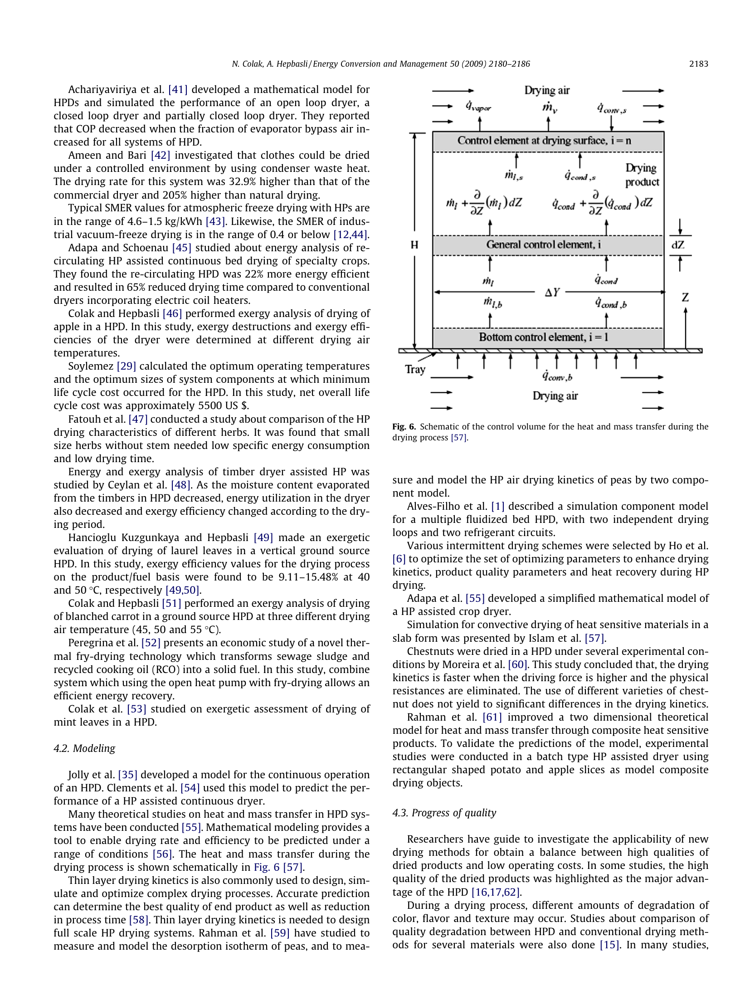 N. Colak, A. Hepbasli / Energy Conversion and Management 50 (2009) 2180–2186
2183
Achariyaviriya et al. [41] developed a mathematical model for
HPDs and simulated the performance of an open loop dryer, a
closed loop dryer and partially closed loop dryer. They reported
that COP decreased when the fraction of evaporator bypass air in-
creased for all systems of HPD.
Ameen and Bari [42] investigated that clothes could be dried
under a controlled environment by using condenser waste heat.
The drying rate for this system was 32.9% higher than that of the
commercial dryer and 205% higher than natural drying.
Typical SMER values for atmospheric freeze drying with HPs are
in the range of 4.6–1.5 kg/kWh [43]. Likewise, the SMER of indus-
trial vacuum-freeze drying is in the range of 0.4 or below [12,44].
Adapa and Schoenau [45] studied about energy analysis of re-
circulating HP assisted continuous bed drying of specialty crops.
They found the re-circulating HPD was 22% more energy efficient
and resulted in 65% reduced drying time compared to conventional
dryers incorporating electric coil heaters.
Colak and Hepbasli [46] performed exergy analysis of drying of
apple in a HPD. In this study, exergy destructions and exergy effi-
ciencies of the dryer were determined at different drying air
temperatures.
Soylemez [29] calculated the optimum operating temperatures
and the optimum sizes of system components at which minimum
life cycle cost occurred for the HPD. In this study, net overall life
cycle cost was approximately 5500 US $.
Fatouh et al. [47] conducted a study about comparison of the HP
drying characteristics of different herbs. It was found that small
size herbs without stem needed low specific energy consumption
and low drying time.
Energy and exergy analysis of timber dryer assisted HP was
studied by Ceylan et al. [48]. As the moisture content evaporated
from the timbers in HPD decreased, energy utilization in the dryer
also decreased and exergy efficiency changed according to the dry-
ing period.
Hancioglu Kuzgunkaya and Hepbasli [49] made an exergetic
evaluation of drying of laurel leaves in a vertical ground source
HPD. In this study, exergy efficiency values for the drying process
on the product/fuel basis were found to be 9.11–15.48% at 40
and 50 °C, respectively [49,50].
Colak and Hepbasli [51] performed an exergy analysis of drying
of blanched carrot in a ground source HPD at three different drying
air temperature (45, 50 and 55 °C).
Peregrina et al. [52] presents an economic study of a novel ther-
mal fry-drying technology which transforms sewage sludge and
recycled cooking oil (RCO) into a solid fuel. In this study, combine
system which using the open heat pump with fry-drying allows an
efficient energy recovery.
Colak et al. [53] studied on exergetic assessment of drying of
mint leaves in a HPD.
4.2. Modeling
Jolly et al. [35] developed a model for the continuous operation
of an HPD. Clements et al. [54] used this model to predict the per-
formance of a HP assisted continuous dryer.
Many theoretical studies on heat and mass transfer in HPD sys-
tems have been conducted [55]. Mathematical modeling provides a
tool to enable drying rate and efficiency to be predicted under a
range of conditions [56]. The heat and mass transfer during the
drying process is shown schematically in Fig. 6 [57].
Thin layer drying kinetics is also commonly used to design, sim-
ulate and optimize complex drying processes. Accurate prediction
can determine the best quality of end product as well as reduction
in process time [58]. Thin layer drying kinetics is needed to design
full scale HP drying systems. Rahman et al. [59] have studied to
measure and model the desorption isotherm of peas, and to mea-
Drying air
q̇vapor ṁv q̇conv,s
Control element at drying surface, i = n
ṁl,s q̇cond,s
Drying
product
ṁl + ∂/∂Z (ṁl) dZ q̇cond + ∂/∂Z (q̇cond) dZ
H General control element, i dZ
ṁl q̇cond
ΔY
Z
ṁl,b q̇cond,b
Bottom control element, i = 1
Tray
q̇conv,b
Drying air
Fig. 6. Schematic of the control volume for the heat and mass transfer during the
drying process [57].
sure and model the HP air drying kinetics of peas by two compo-
nent model.
Alves-Filho et al. [1] described a simulation component model
for a multiple fluidized bed HPD, with two independent drying
loops and two refrigerant circuits.
Various intermittent drying schemes were selected by Ho et al.
[6] to optimize the set of optimizing parameters to enhance drying
kinetics, product quality parameters and heat recovery during HP
drying.
Adapa et al. [55] developed a simplified mathematical model of
a HP assisted crop dryer.
Simulation for convective drying of heat sensitive materials in a
slab form was presented by Islam et al. [57].
Chestnuts were dried in a HPD under several experimental con-
ditions by Moreira et al. [60]. This study concluded that, the drying
kinetics is faster when the driving force is higher and the physical
resistances are eliminated. The use of different varieties of chest-
nut does not yield to significant differences in the drying kinetics.
Rahman et al. [61] improved a two dimensional theoretical
model for heat and mass transfer through composite heat sensitive
products. To validate the predictions of the model, experimental
studies were conducted in a batch type HP assisted dryer using
rectangular shaped potato and apple slices as model composite
drying objects.
4.3. Progress of quality
Researchers have guide to investigate the applicability of new
drying methods for obtain a balance between high qualities of
dried products and low operating costs. In some studies, the high
quality of the dried products was highlighted as the major advan-
tage of the HPD [16,17,62].
During a drying process, different amounts of degradation of
color, flavor and texture may occur. Studies about comparison of
quality degradation between HPD and conventional drying meth-
ods for several materials were also done [15]. In many studies,